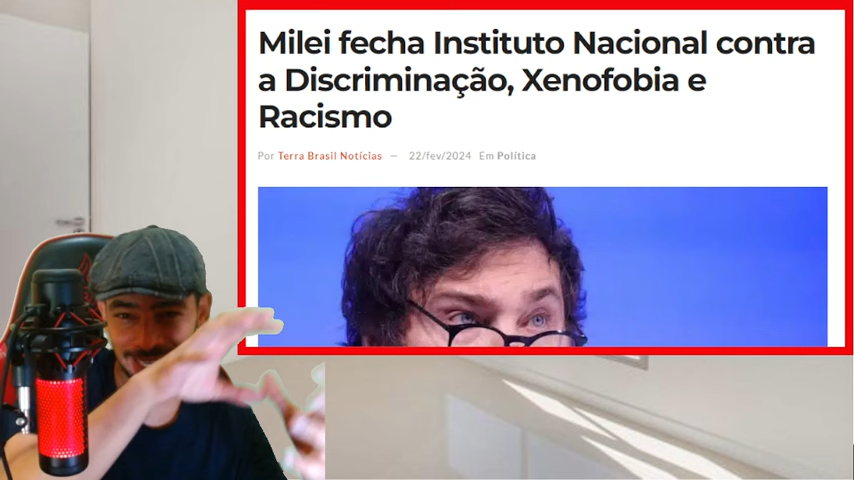 Milei fecha Instituto Nacional contra
a Discriminação, Xenofobia e
Racismo
Por Terra Brasil Notícias — 22/fev/2024 Em Política